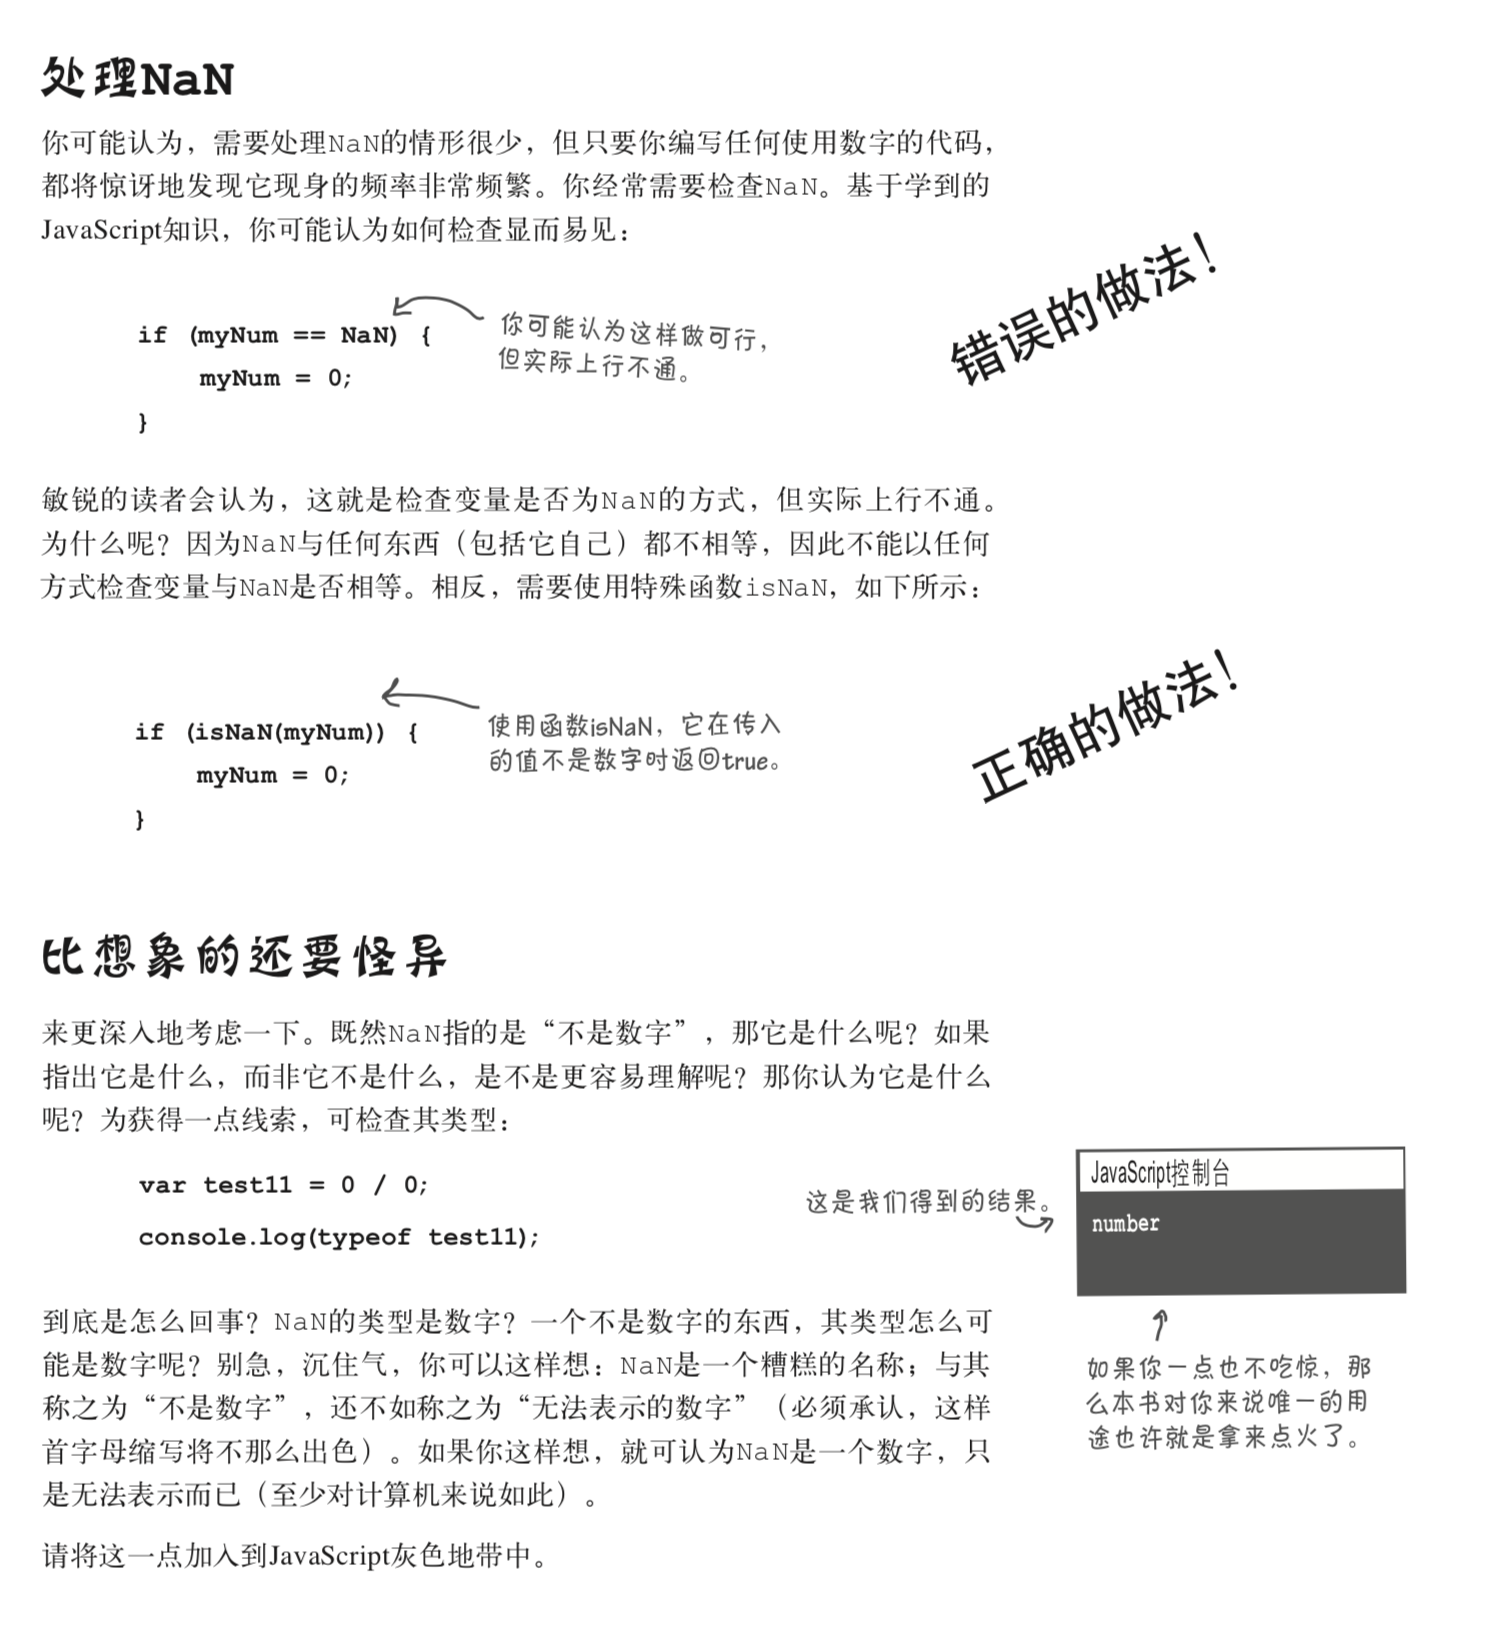 处理NaN
你可能认为，需要处理NaN的情形很少，但只要你编写任何使用数字的代码，
都将惊讶地发现它现身的频率非常频繁。你经常需要检查NaN。基于学到的
JavaScript知识，你可能认为如何检查显而易见：
if (myNum == NaN) {
myNum = 0;
}
你可能认为这样做可行，
但实际上行不通。
错误的做法！
敏锐的读者会认为，这就是检查变量是否为NaN的方式，但实际上行不通。
为什么呢？因为NaN与任何东西（包括它自己）都不相等，因此不能以任何
方式检查变量与NaN是否相等。相反，需要使用特殊函数isNaN，如下所示：
if (isNaN(myNum)) {
myNum = 0;
}
使用函数isNaN，它在传入
的值不是数字时返回true。
正确的做法！
比想象的还要怪异
来更深入地考虑一下。既然NaN指的是“不是数字”，那它是什么呢？如果
指出它是什么，而非它不是什么，是不是更容易理解呢？那你认为它是什么
呢？为获得一点线索，可检查其类型：
var test11 = 0 / 0;
console.log(typeof test11);
这是我们得到的结果。
JavaScript控制台
number
如果你一点也不吃惊，那
么本书对你来说唯一的用
途也许就是拿来点火了。
到底是怎么回事？NaN的类型是数字？一个不是数字的东西，其类型怎么可
能是数字呢？别急，沉住气，你可以这样想：NaN是一个糟糕的名称；与其
称之为“不是数字”，还不如称之为“无法表示的数字”（必须承认，这样
首字母缩写将不那么出色）。如果你这样想，就可认为NaN是一个数字，只
是无法表示而已（至少对计算机来说如此）。
请将这一点加入到JavaScript灰色地带中。